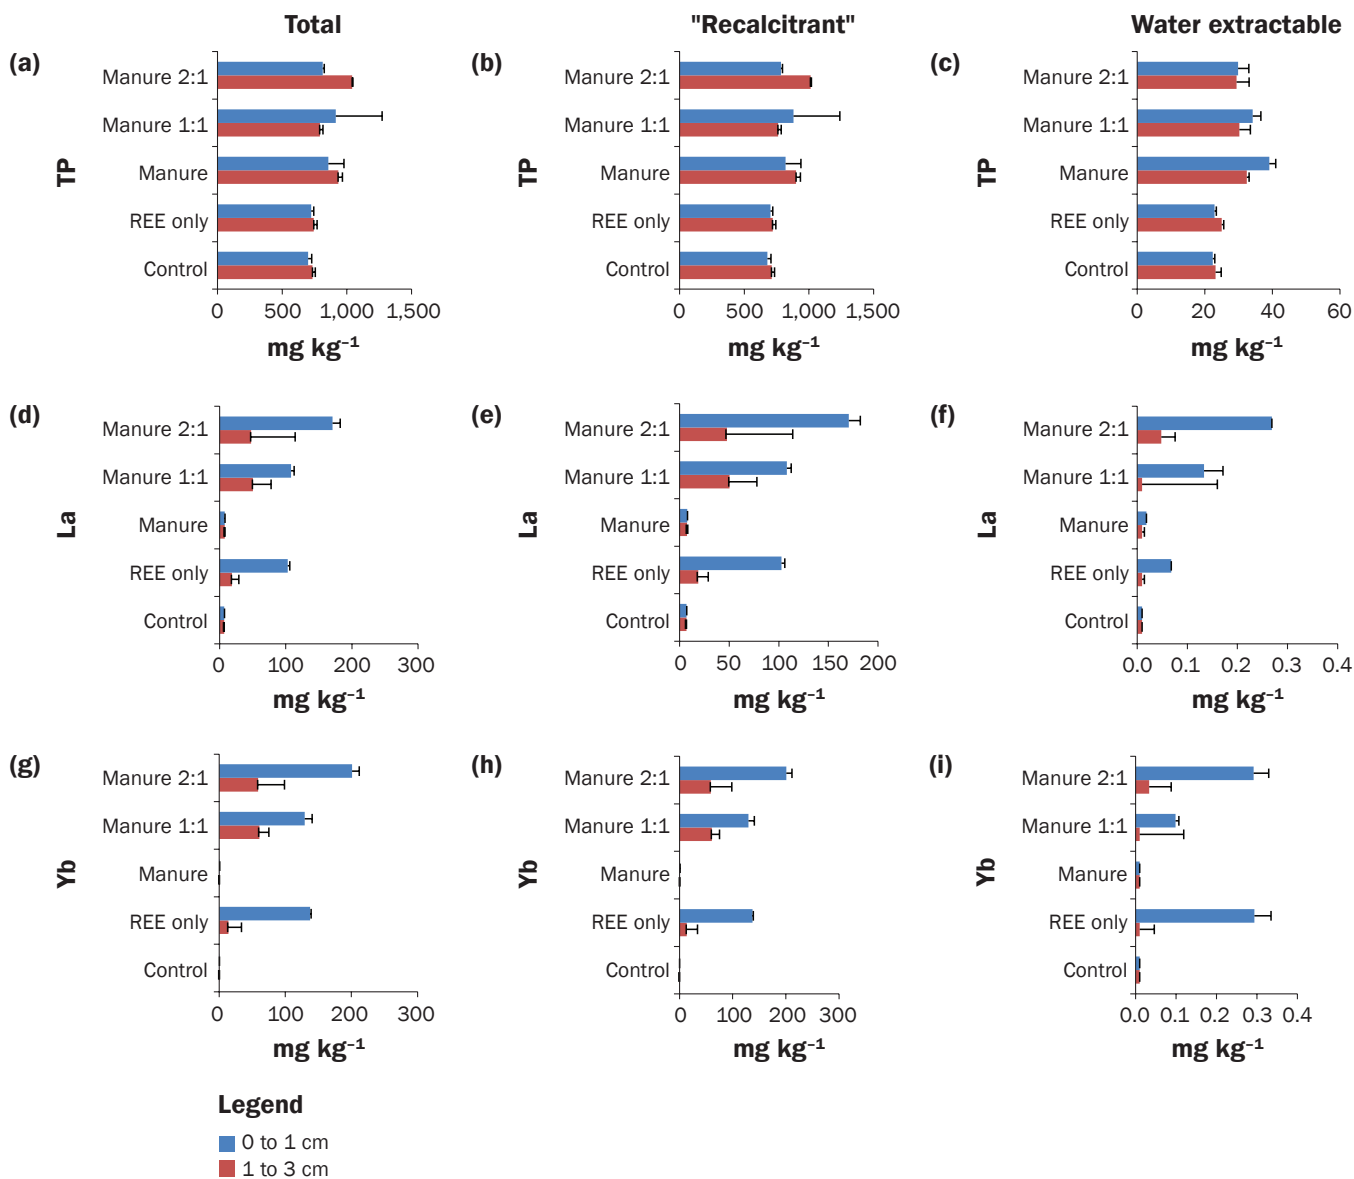 Total
"Recalcitrant"
Water extractable
(a)
TP
Manure 2:1
Manure 1:1
Manure
REE only
Control
0 500 1,000 1,500
mg kg⁻¹
(b)
TP
Manure 2:1
Manure 1:1
Manure
REE only
Control
0 500 1,000 1,500
mg kg⁻¹
(c)
TP
Manure 2:1
Manure 1:1
Manure
REE only
Control
0 20 40 60
mg kg⁻¹
(d)
La
Manure 2:1
Manure 1:1
Manure
REE only
Control
0 100 200 300
mg kg⁻¹
(e)
La
Manure 2:1
Manure 1:1
Manure
REE only
Control
0 50 100 150 200
mg kg⁻¹
(f)
La
Manure 2:1
Manure 1:1
Manure
REE only
Control
0.0 0.1 0.2 0.3 0.4
mg kg⁻¹
(g)
Yb
Manure 2:1
Manure 1:1
Manure
REE only
Control
0 100 200 300
mg kg⁻¹
(h)
Yb
Manure 2:1
Manure 1:1
Manure
REE only
Control
0 100 200 300
mg kg⁻¹
(i)
Yb
Manure 2:1
Manure 1:1
Manure
REE only
Control
0.0 0.1 0.2 0.3 0.4
mg kg⁻¹
Legend
0 to 1 cm
1 to 3 cm